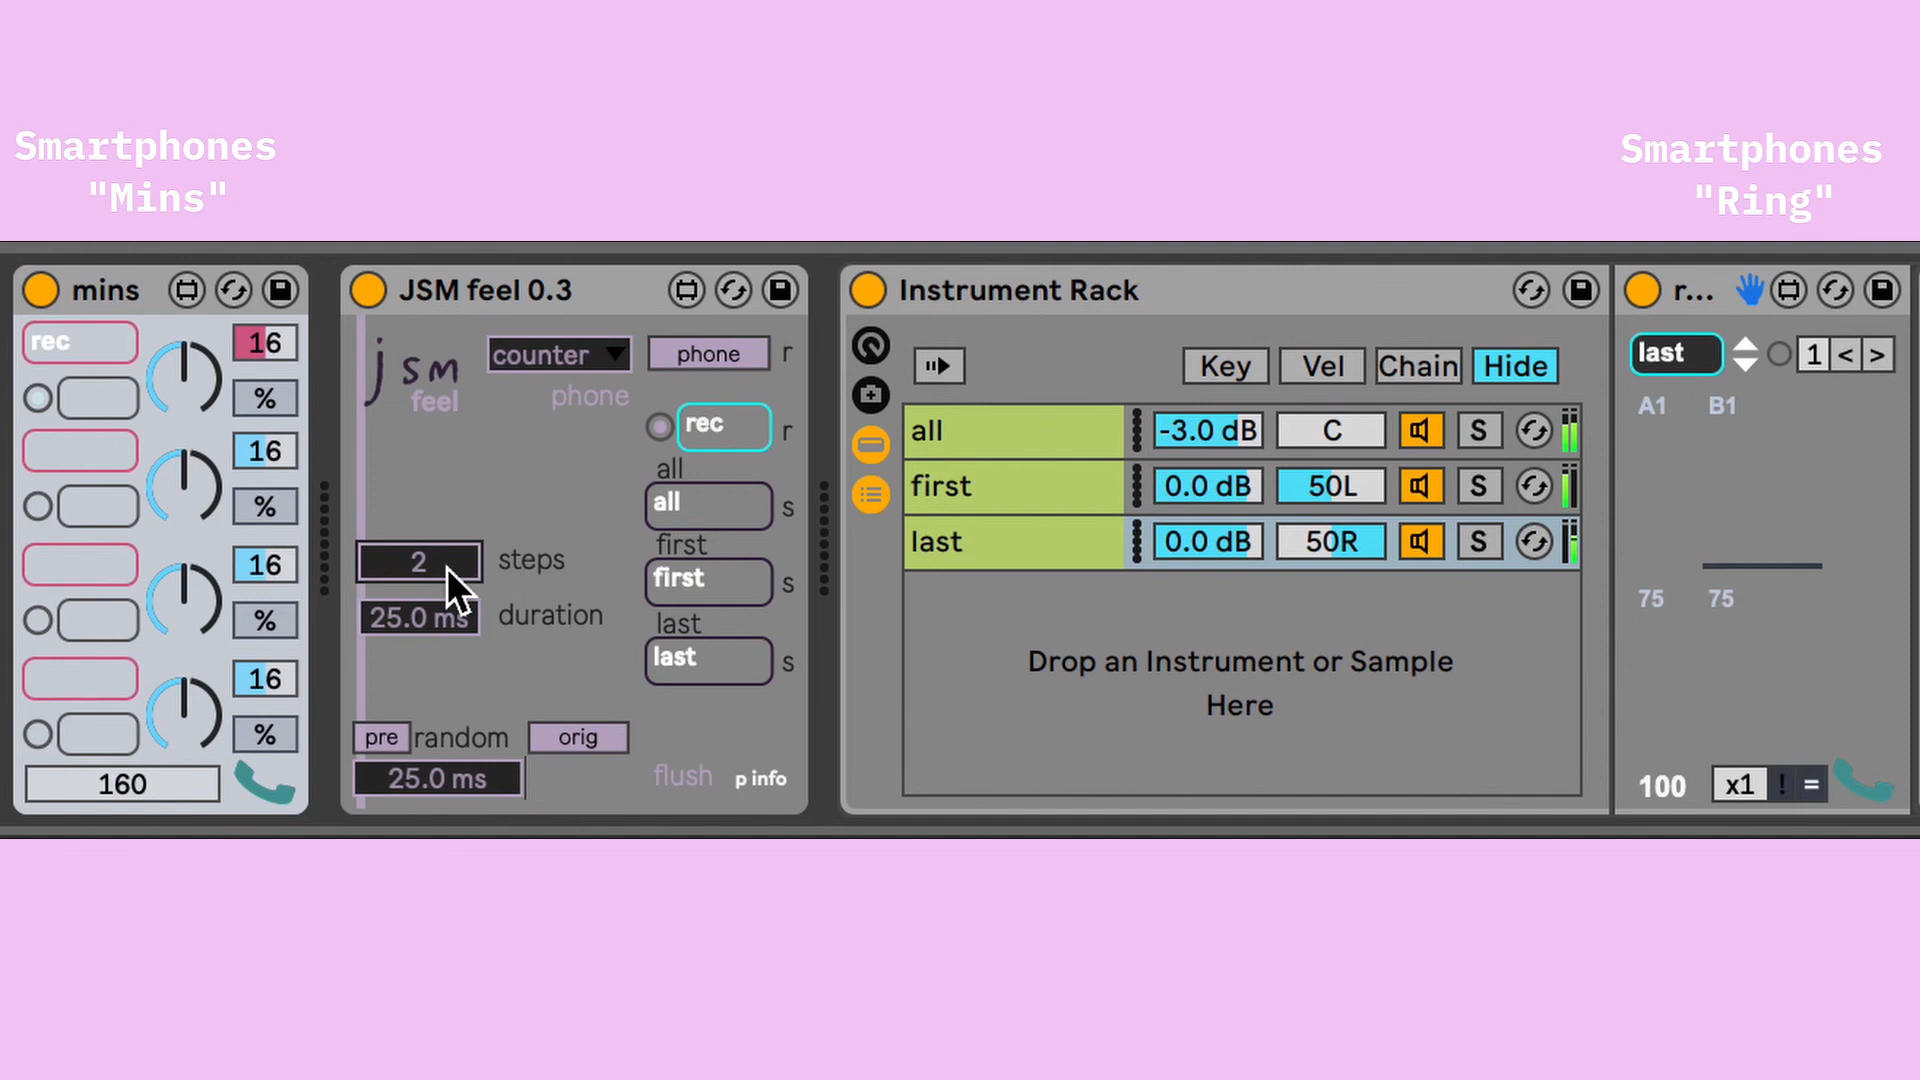 Smartphones
"Mins"
Smartphones
"Ring"
mins
rec
16
%
16
%
16
%
16
%
160
JSM feel 0.3
jsm
feel
counter
phone
phone
r
rec
r
all
all
s
first
first
s
last
last
s
2
steps
25.0 ms
duration
pre
random
orig
25.0 ms
flush
p info
Instrument Rack
Key
Vel
Chain
Hide
all
-3.0 dB
C
S
first
0.0 dB
50L
S
last
0.0 dB
50R
S
Drop an Instrument or Sample
Here
r...
last
1
<
>
A1
B1
75
75
100
x1
!
=